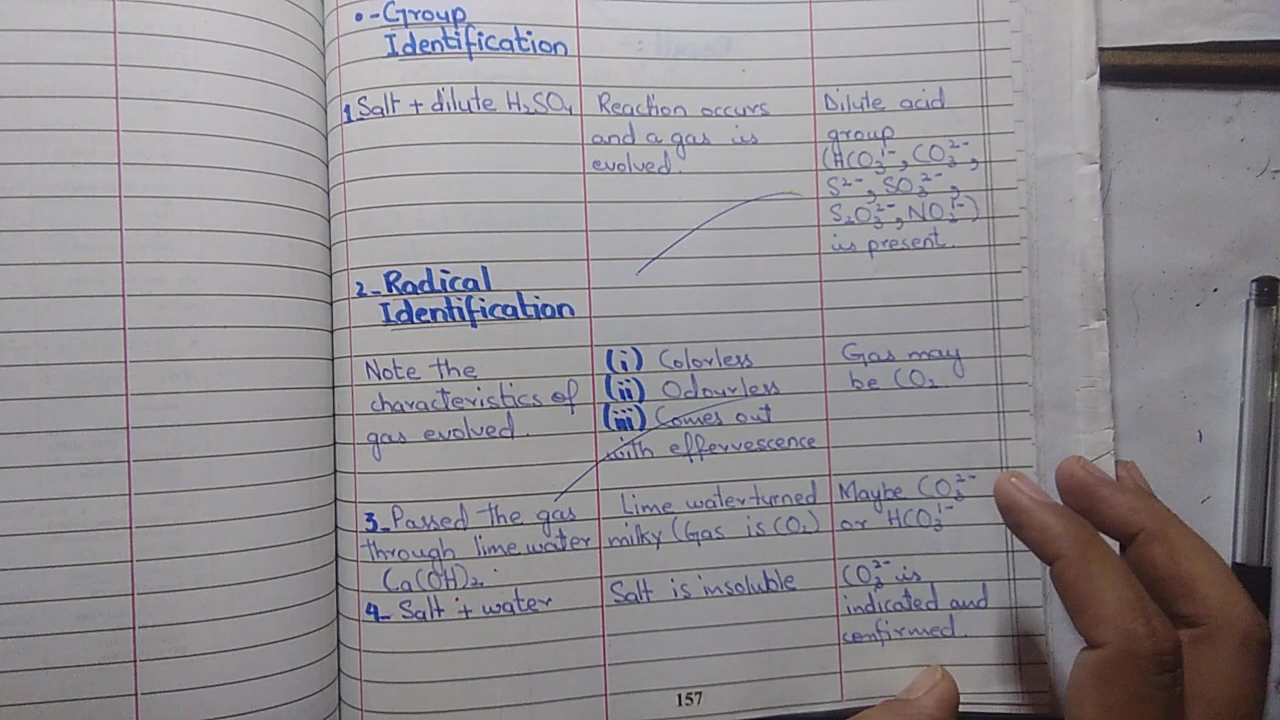 •-Group
Identification
1 Salt + dilute H₂SO₄
Reaction occurs
and a gas is
evolved.
Dilute acid
group
(HCO₃¹⁻, CO₃²⁻,
S²⁻, SO₃²⁻,
S₂O₃²⁻, NO₂¹⁻)
is present.
2-Radical
Identification
Note the
characteristics of
gas evolved.
(i) Colorless
(ii) Odourless
(iii) Comes out
with effervescence
Gas may
be CO₂
3-Passed the gas
through lime water
Ca(OH)₂.
Lime water turned
milky (Gas is CO₂)
Maybe CO₃²⁻
or HCO₃¹⁻
4-Salt + water
Salt is insoluble
CO₃²⁻ is
indicated and
confirmed.
157